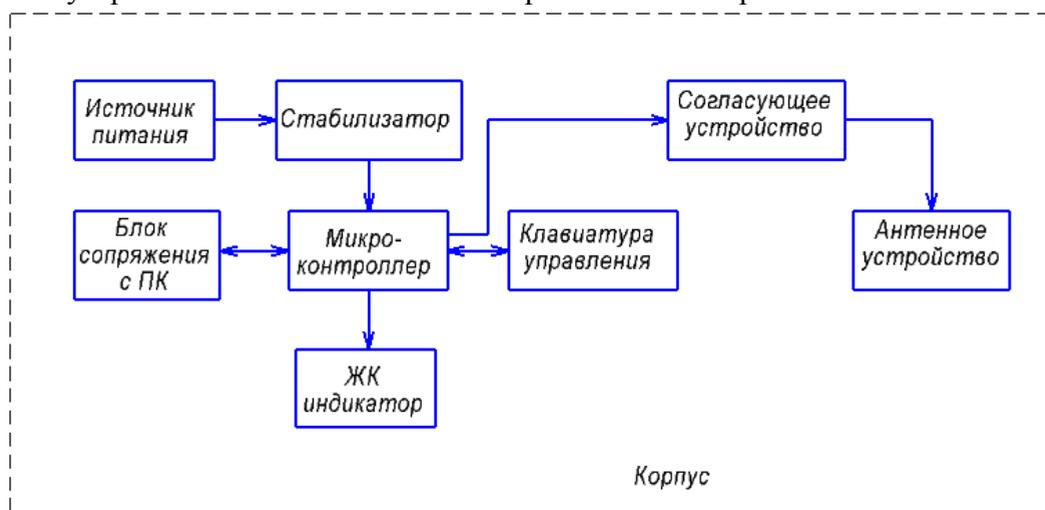 Источник
питания
Стабилизатор
Согласующее
устройство
Блок
сопряжения
с ПК
Микро-
контроллер
Клавиатура
управления
Антенное
устройство
ЖК
индикатор
Корпус